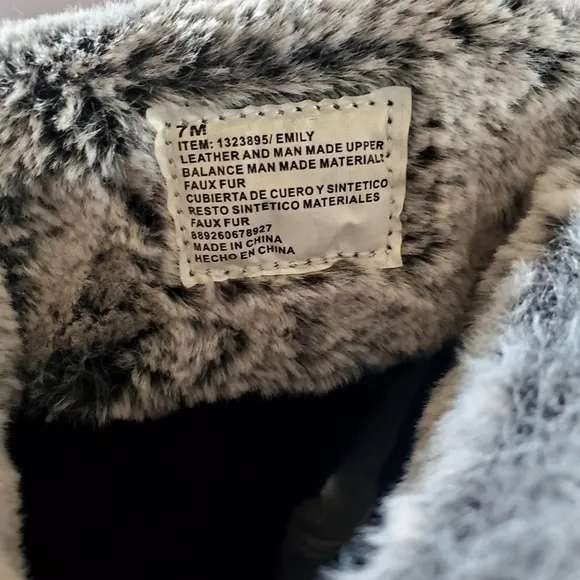 7M
ITEM: 1323895/ EMILY
LEATHER AND MAN MADE UPPER
BALANCE MAN MADE MATERIALS
FAUX FUR
CUBIERTA DE CUERO Y SINTETICO
RESTO SINTETICO MATERIALES
FAUX FUR
889260678927
MADE IN CHINA
HECHO EN CHINA